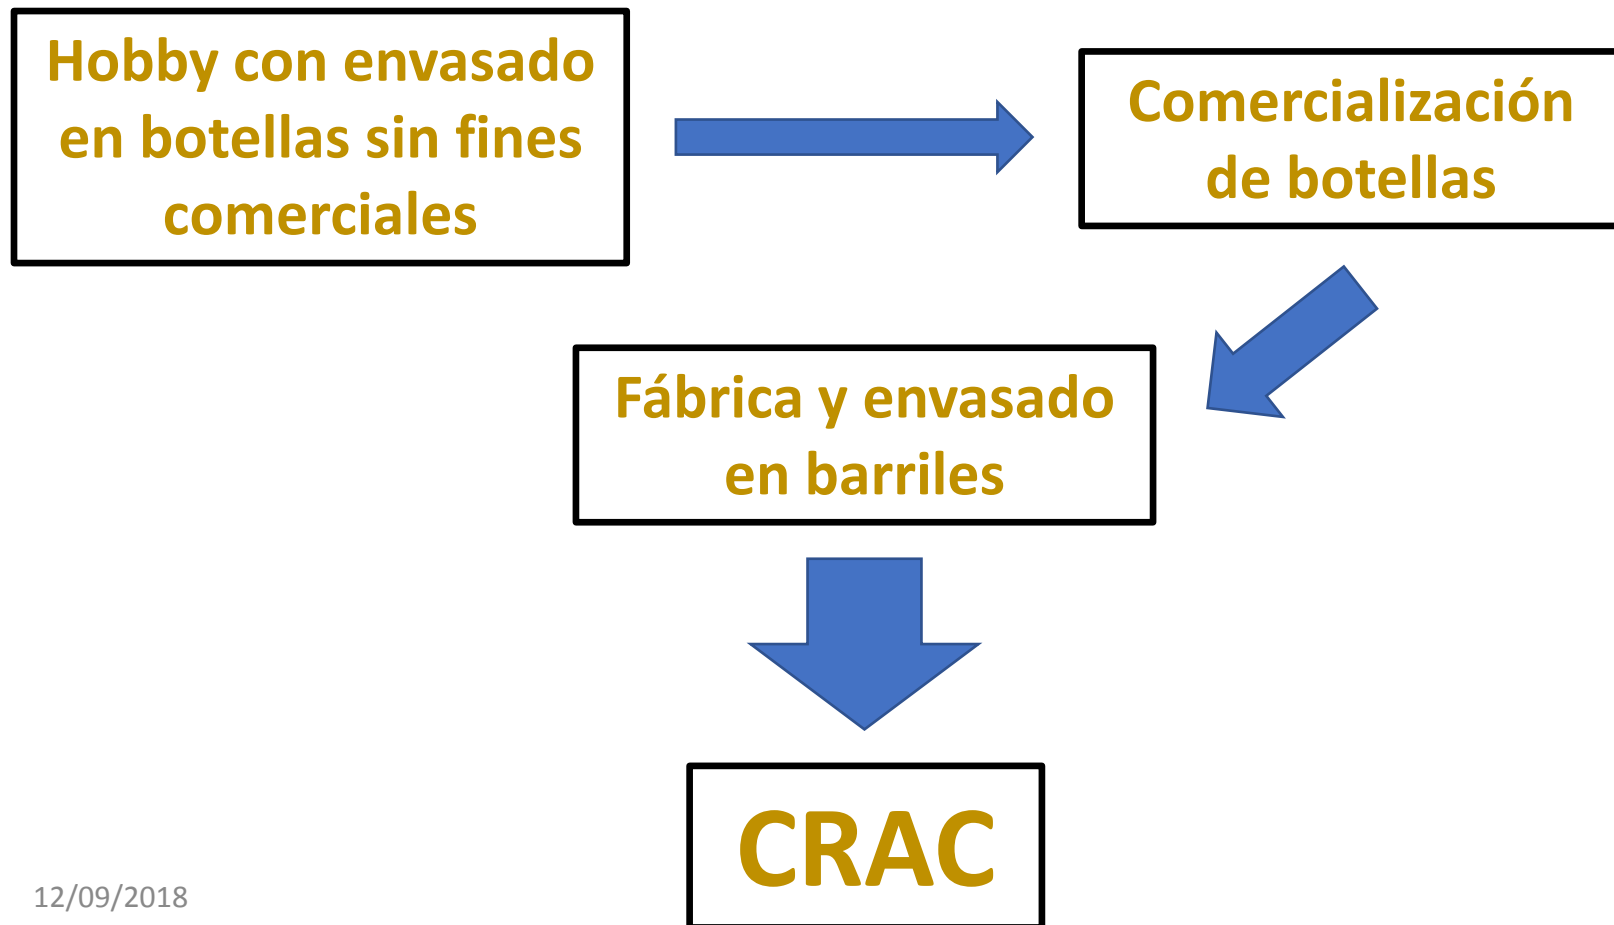 Hobby con envasado
en botellas sin fines
comerciales
Comercialización
de botellas
Fábrica y envasado
en barriles
CRAC
12/09/2018